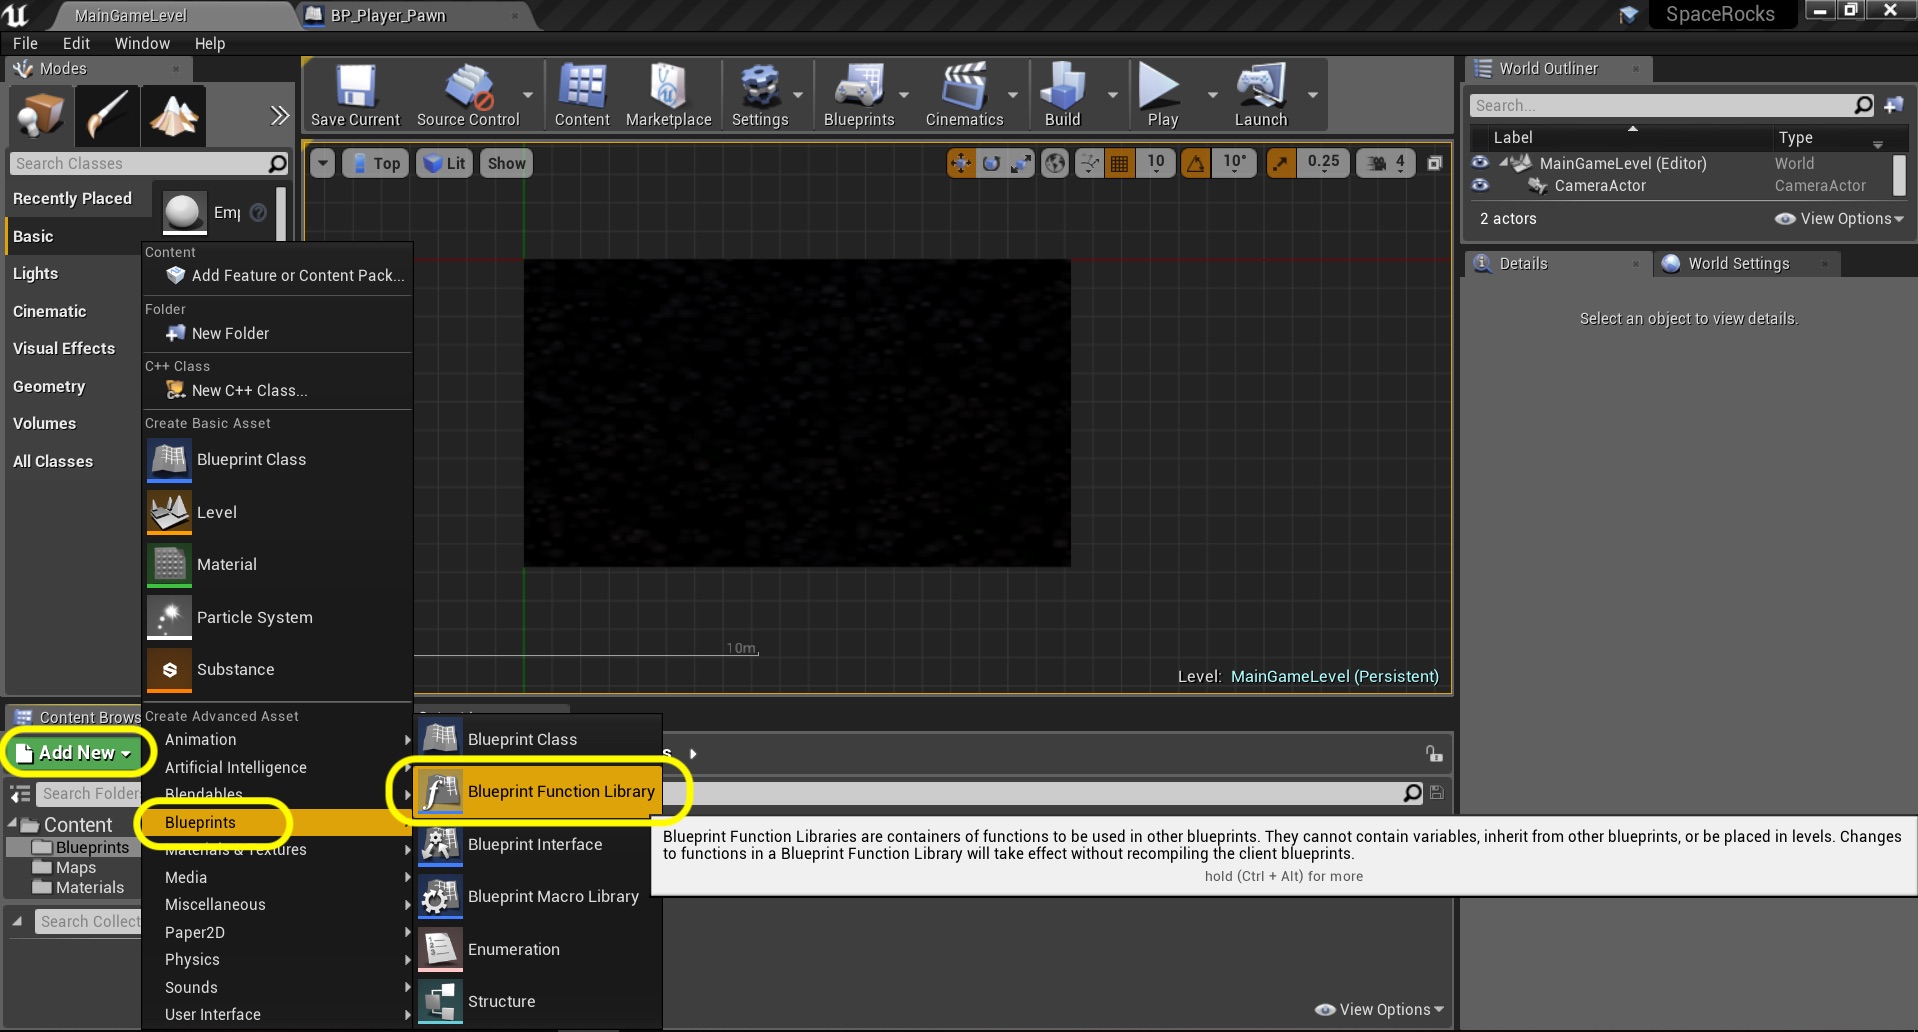 MainGameLevel
BP_Player_Pawn
SpaceRocks
File Edit Window Help
Modes
Save Current
Source Control
Content
Marketplace
Settings
Blueprints
Cinematics
Build
Play
Launch
World Outliner
Search...
Label
Type
MainGameLevel (Editor)
World
CameraActor
CameraActor
2 actors
View Options
Details
World Settings
Select an object to view details.
Search Classes
Recently Placed
Basic
Lights
Cinematic
Visual Effects
Geometry
Volumes
All Classes
Top
Lit
Show
10
10°
0.25
4
10m
Level: MainGameLevel (Persistent)
Content
Add Feature or Content Pack...
Folder
New Folder
C++ Class
New C++ Class...
Create Basic Asset
Blueprint Class
Level
Material
Particle System
Substance
Create Advanced Asset
Animation
Artificial Intelligence
Blendables
Blueprints
Materials & Textures
Media
Miscellaneous
Paper2D
Physics
Sounds
User Interface
Blueprint Class
Blueprint Function Library
Blueprint Interface
Blueprint Macro Library
Enumeration
Structure
Blueprint Function Libraries are containers of functions to be used in other blueprints. They cannot contain variables, inherit from other blueprints, or be placed in levels. Changes
to functions in a Blueprint Function Library will take effect without recompiling the client blueprints.
hold (Ctrl + Alt) for more
Content Brows
Add New
Search Folder
Content
Blueprints
Maps
Materials
Search Collect
View Options